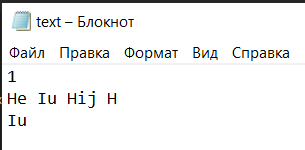 text – Блокнот
Файл Правка Формат Вид Справка
1
He Iu Hij H
Iu